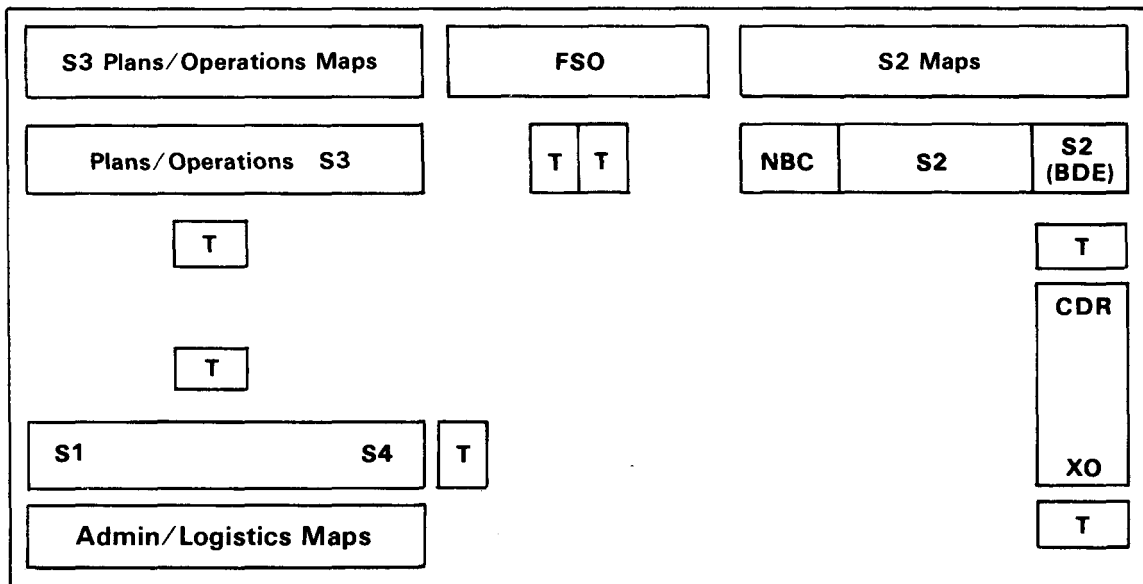 S3 Plans/Operations Maps
FSO
S2 Maps
Plans/Operations S3
T T
NBC
S2
S2
(BDE)
T
T
CDR
T
S1 S4
T
XO
Admin/Logistics Maps
T